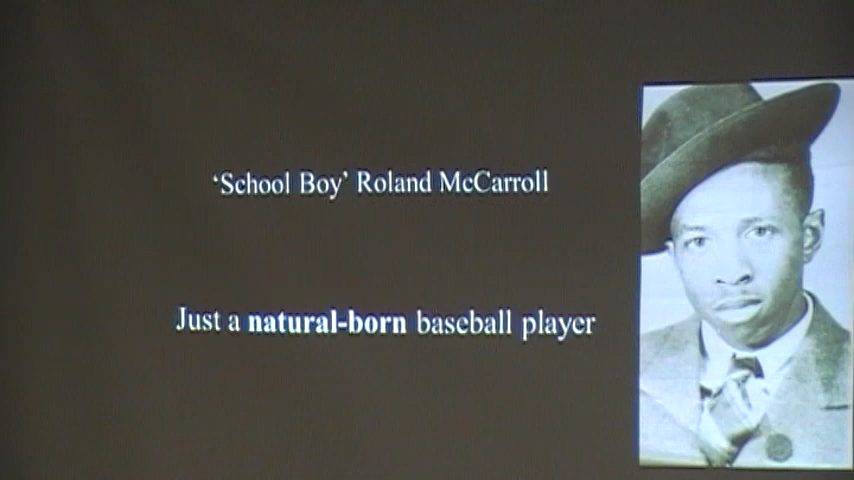 ‘School Boy’ Roland McCarroll
Just a natural-born baseball player